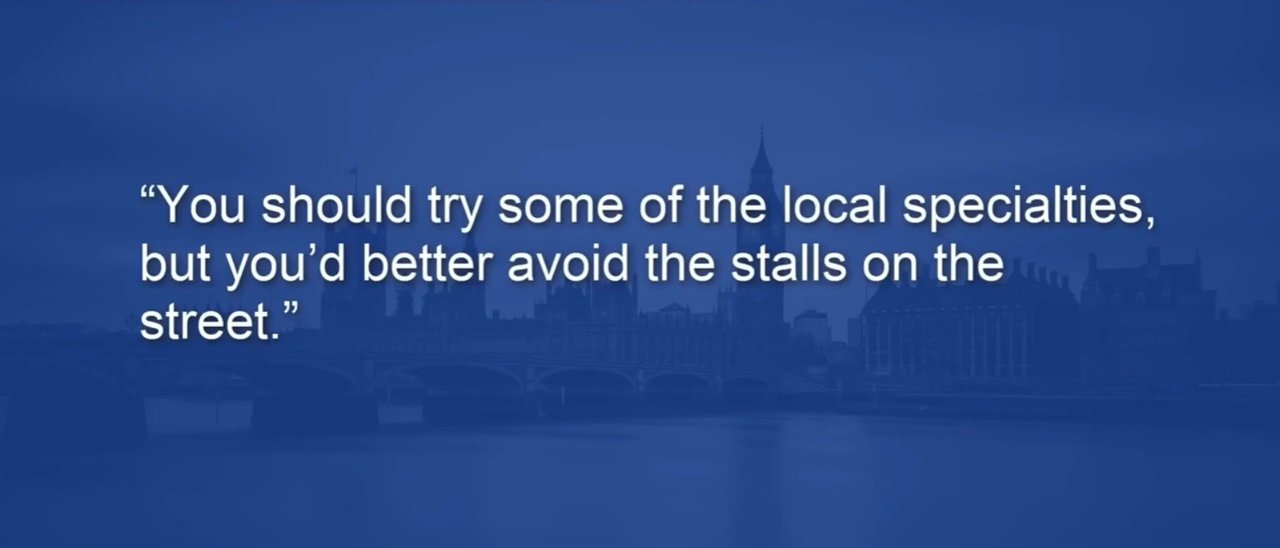 “You should try some of the local specialties,
but you’d better avoid the stalls on the
street.”